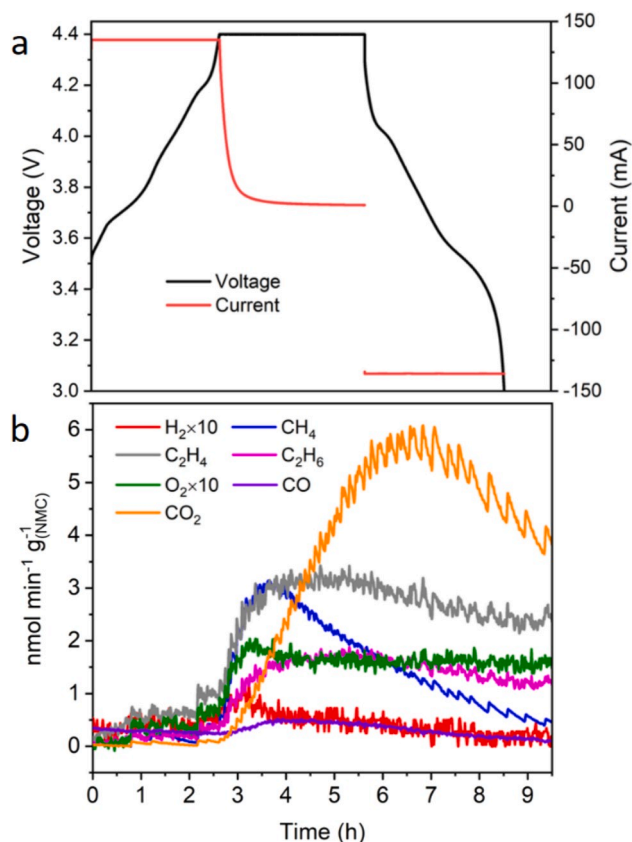 a
4.4
4.2
4.0
3.8
3.6
3.4
3.2
3.0
Voltage (V)
Voltage
Current
150
100
50
0
-50
-100
-150
Current (mA)
b
H₂×10
CH₄
C₂H₄
C₂H₆
O₂×10
CO
CO₂
6
5
4
3
2
1
0
nmol min⁻¹ g⁻¹(NMC)
0 1 2 3 4 5 6 7 8 9
Time (h)